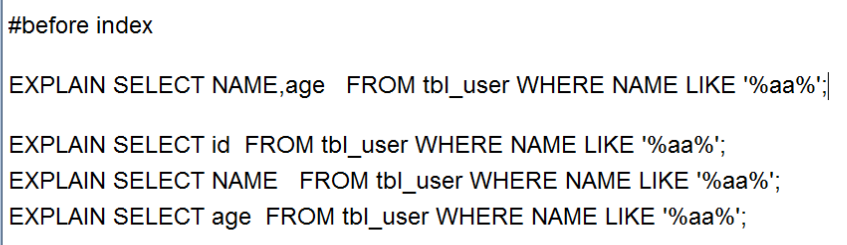 #before index
EXPLAIN SELECT NAME,age   FROM tbl_user WHERE NAME LIKE '%aa%';
EXPLAIN SELECT id  FROM tbl_user WHERE NAME LIKE '%aa%';
EXPLAIN SELECT NAME   FROM tbl_user WHERE NAME LIKE '%aa%';
EXPLAIN SELECT age  FROM tbl_user WHERE NAME LIKE '%aa%';